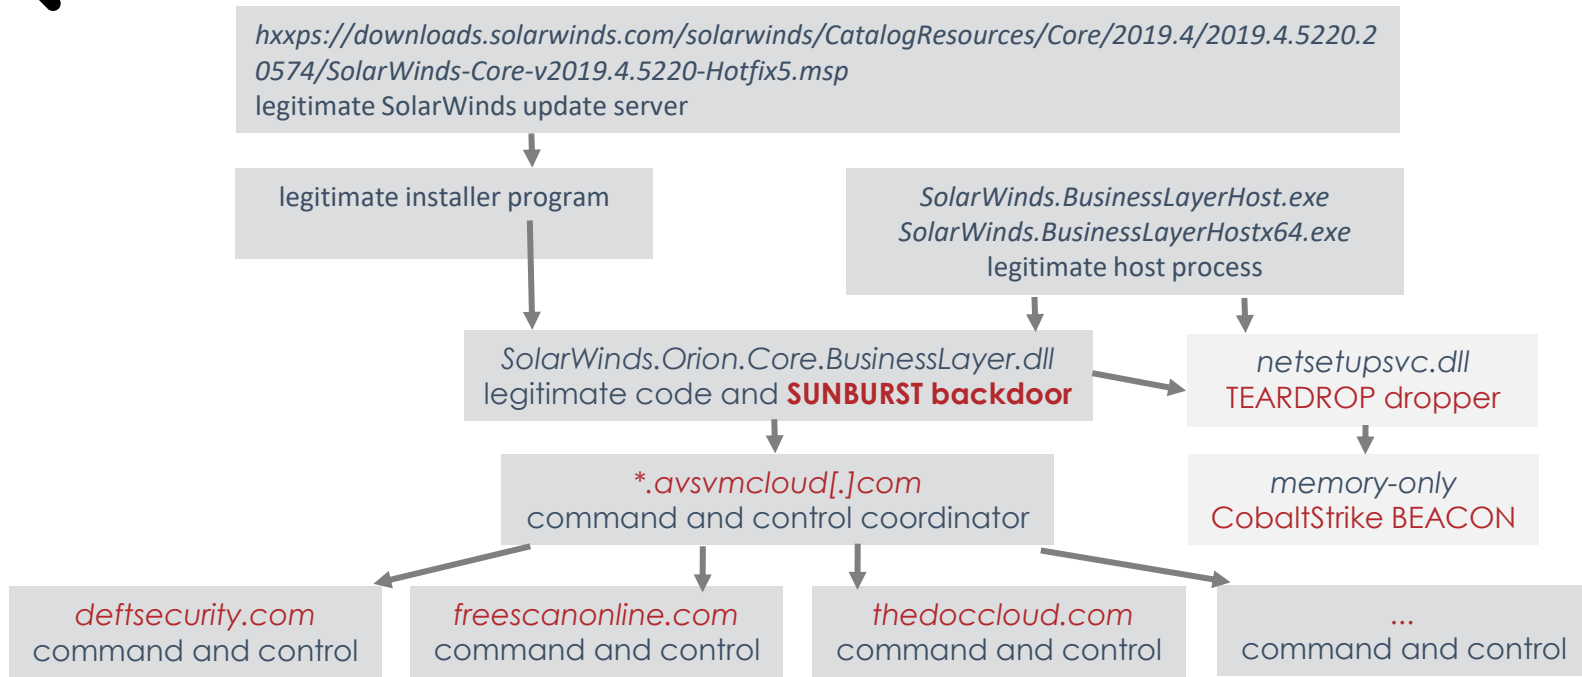 hxxps://downloads.solarwinds.com/solarwinds/CatalogResources/Core/2019.4/2019.4.5220.2
0574/SolarWinds-Core-v2019.4.5220-Hotfix5.msp
legitimate SolarWinds update server
legitimate installer program
SolarWinds.BusinessLayerHost.exe
SolarWinds.BusinessLayerHostx64.exe
legitimate host process
SolarWinds.Orion.Core.BusinessLayer.dll
legitimate code and SUNBURST backdoor
netsetupsvc.dll
TEARDROP dropper
*.avsvmcloud[.]com
command and control coordinator
memory-only
CobaltStrike BEACON
deftsecurity.com
command and control
freescanonline.com
command and control
thedoccloud.com
command and control
...
command and control